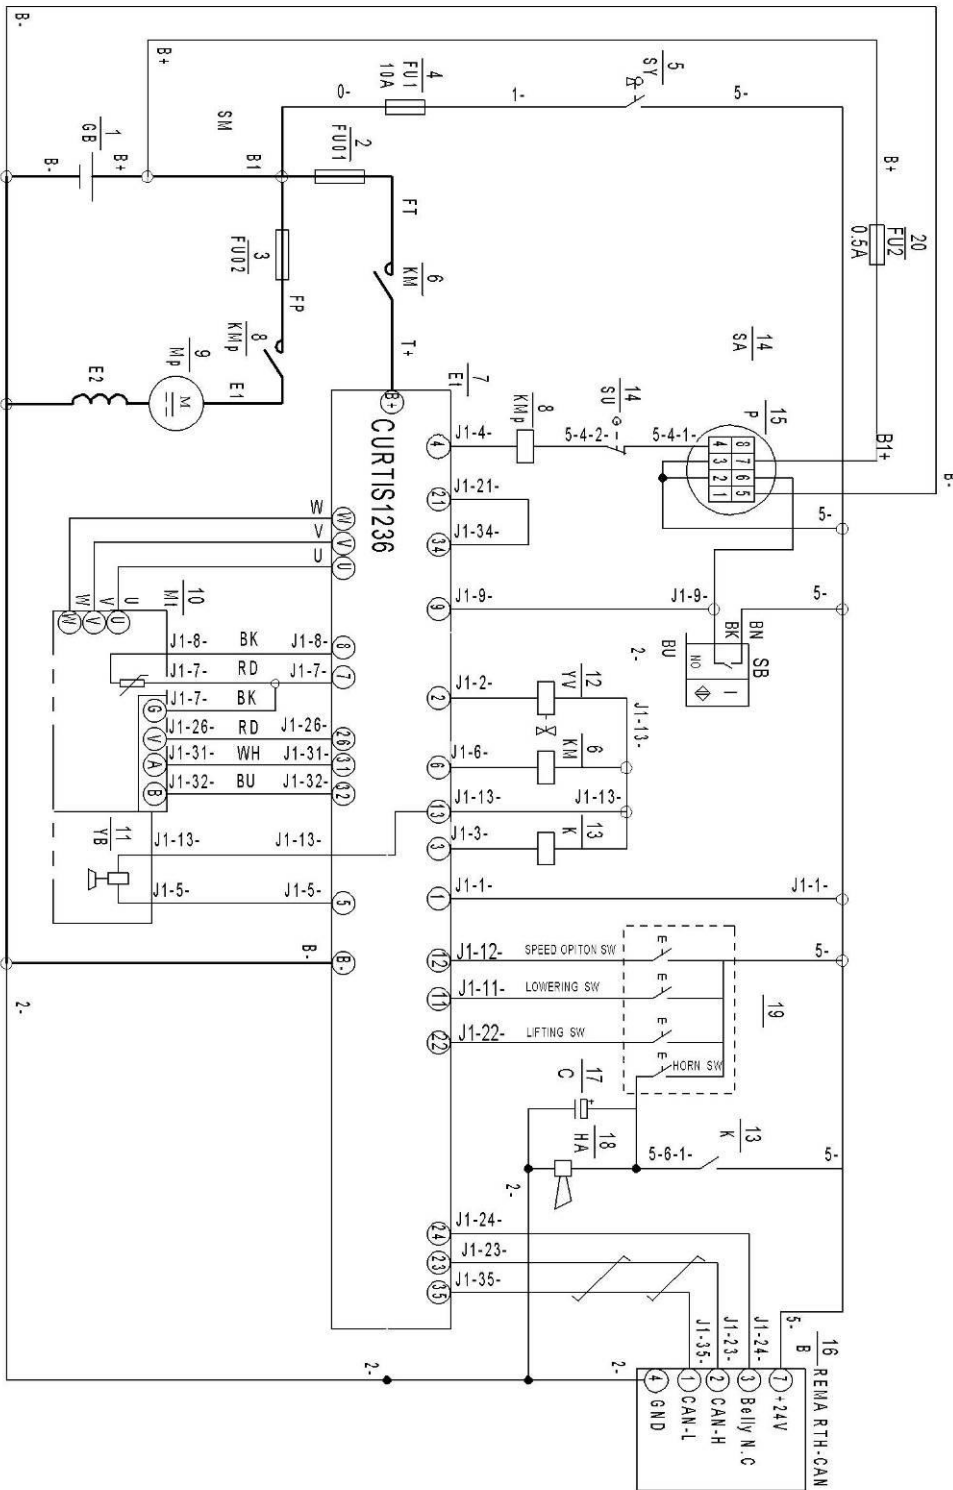 B-
B+
5
SY
4
FU1
10A
0-
1-
5-
SM
1
GB
B-
B+
B1
2
FU01
FT
B+
20
FU2
0.5A
3
FU02
FP
6
KM
T+
14
SA
8
KMp
9
Mp
M
E1
E2
7
E1
B+
CURTIS1236
4
J1-4-
8
KMp
5-4-2-
14
SU
5-4-1-
15
P
4 8
3 7
2 6
1 5
B1+
B-
21
J1-21-
34
J1-34-
5-
W
V
U
W
V
U
9
J1-9-
J1-9-
5-
10
M1
W
V
U
W
V
U
BK
BN
SB
BU
NO
I
2-
J1-8-
BK
J1-8-
8
J1-7-
RD
J1-7-
7
G
J1-7-
BK
V
J1-26-
RD
J1-26-
26
A
J1-31-
WH
J1-31-
31
B
J1-32-
BU
J1-32-
32
2
J1-2-
12
YV
J1-13-
6
J1-6-
6
KM
13
J1-13-
J1-13-
3
J1-3-
13
K
11
YB
J1-13-
J1-13-
J1-5-
J1-5-
5
1
J1-1-
J1-1-
B-
B-
12
J1-12-
SPEED OPITON SW
E
5-
11
J1-11-
LOWERING SW
E
22
J1-22-
LIFTING SW
E
E
HORN SW
19
2-
17
C
+
18
HA
5-6-1-
13
K
5-
2-
24
J1-24-
23
J1-23-
35
J1-35-
J1-35-
J1-23-
J1-24-
5-
16
B
REMA RTH-CAN
7 +24V
3 Belly N.C
2 CAN-H
1 CAN-L
4 GND
2-
2-